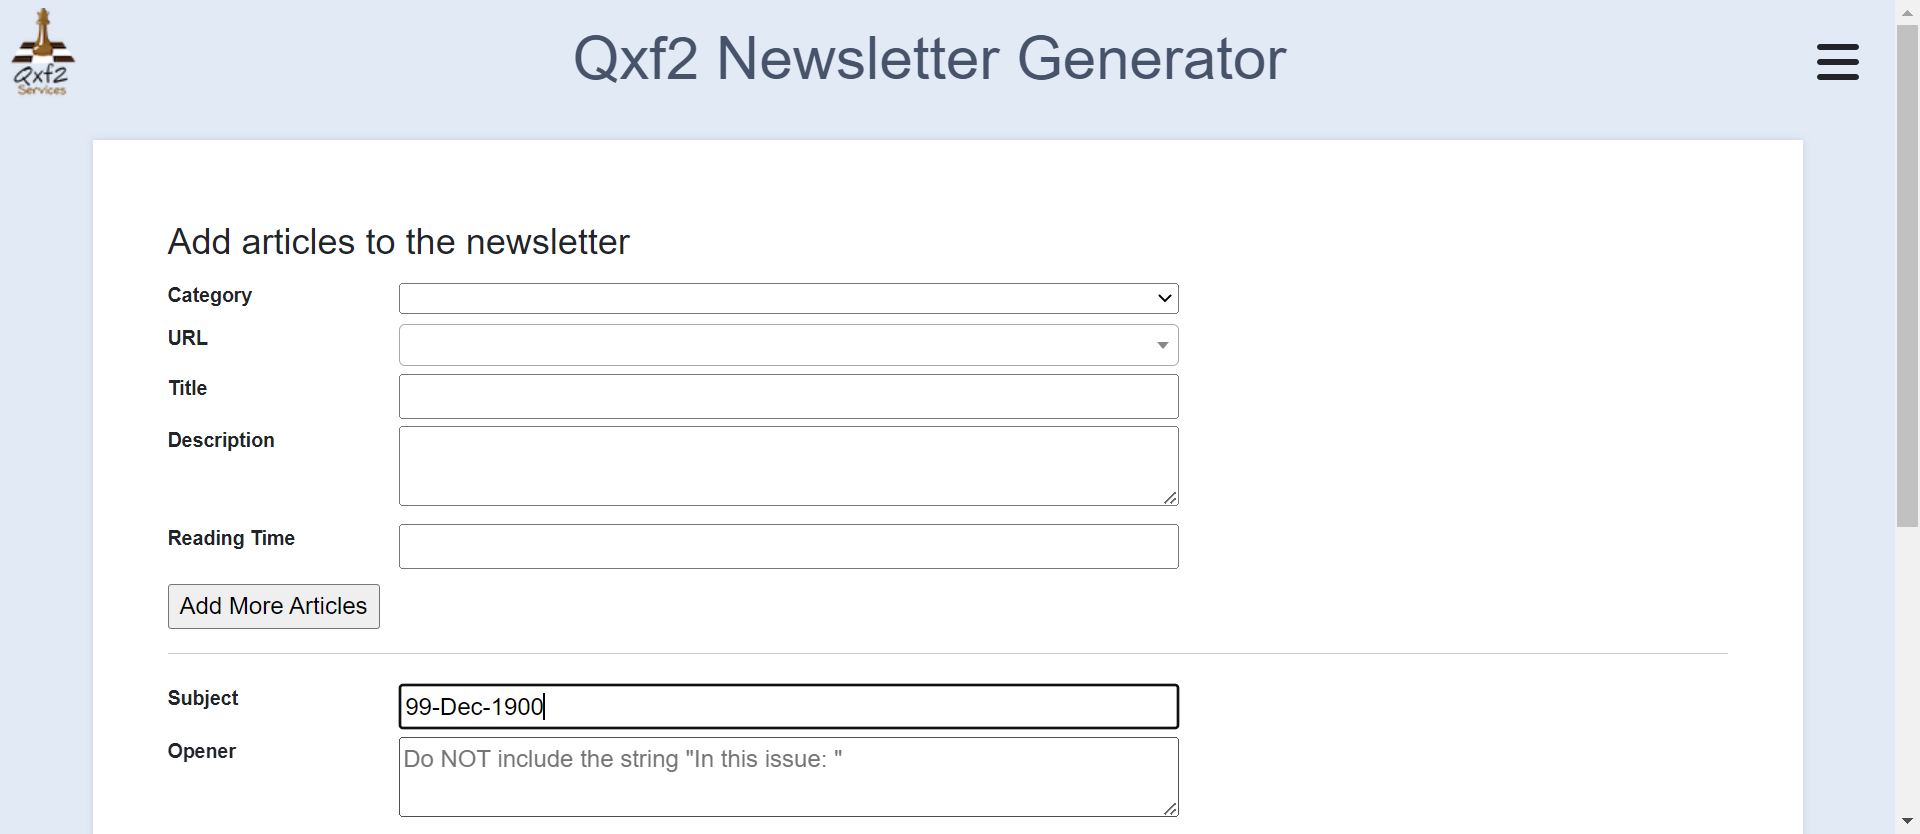 Qxf2
Services
Qxf2 Newsletter Generator
Add articles to the newsletter
Category
URL
Title
Description
Reading Time
Add More Articles
Subject
99-Dec-1900
Opener
Do NOT include the string "In this issue: "